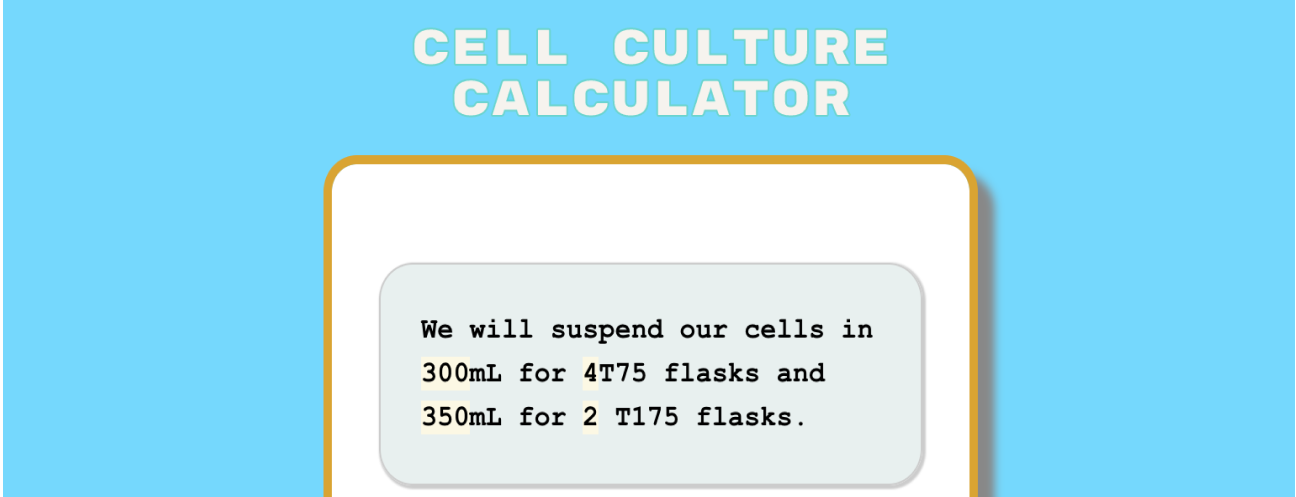 CELL CULTURE
CALCULATOR
We will suspend our cells in
300mL for 4T75 flasks and
350mL for 2 T175 flasks.